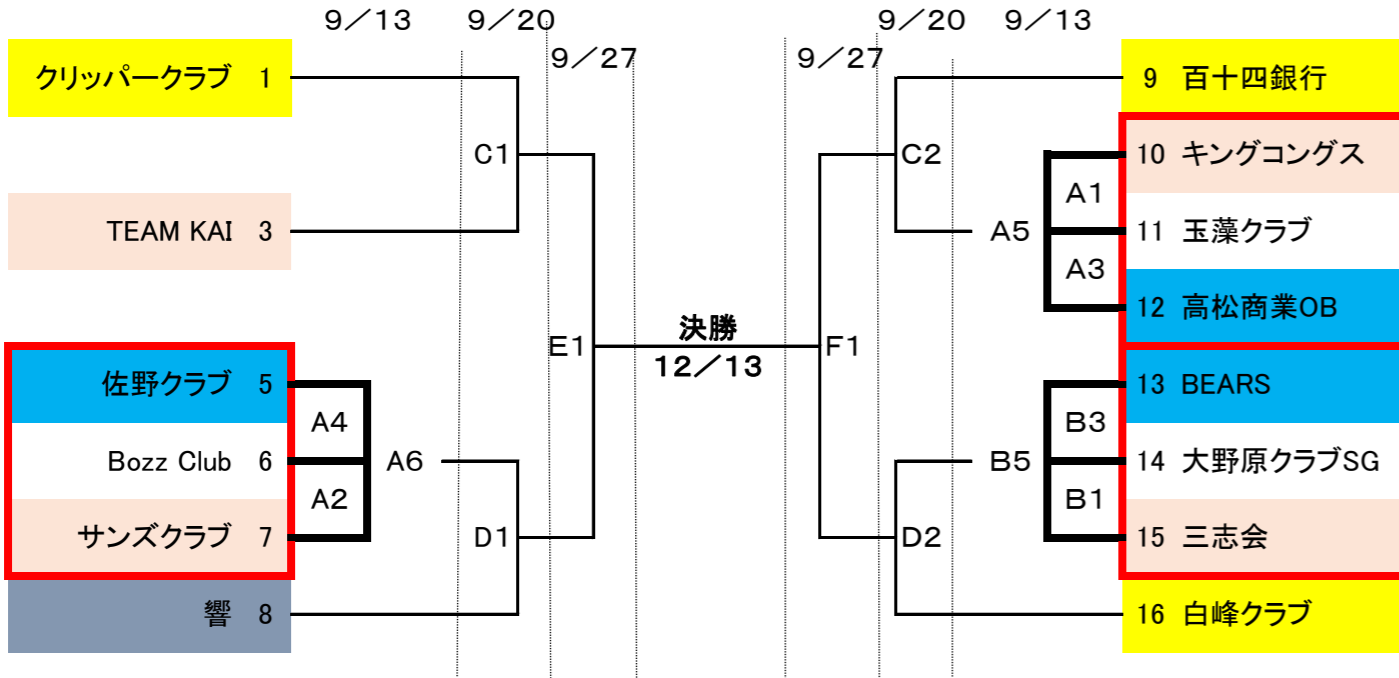 9/13 9/20 9/20 9/13
9/27 9/27
クリッパークラブ 1
9 百十四銀行
C1 C2
10 キングコングス
A1
TEAM KAI 3
A5
11 玉藻クラブ
A3
12 高松商業OB
決勝
E1 F1
12/13
佐野クラブ 5
13 BEARS
A4 B3
Bozz Club 6
A6 B5
14 大野原クラブSG
A2 B1
サンズクラブ 7
D1 D2
15 三志会
響 8
16 白峰クラブ